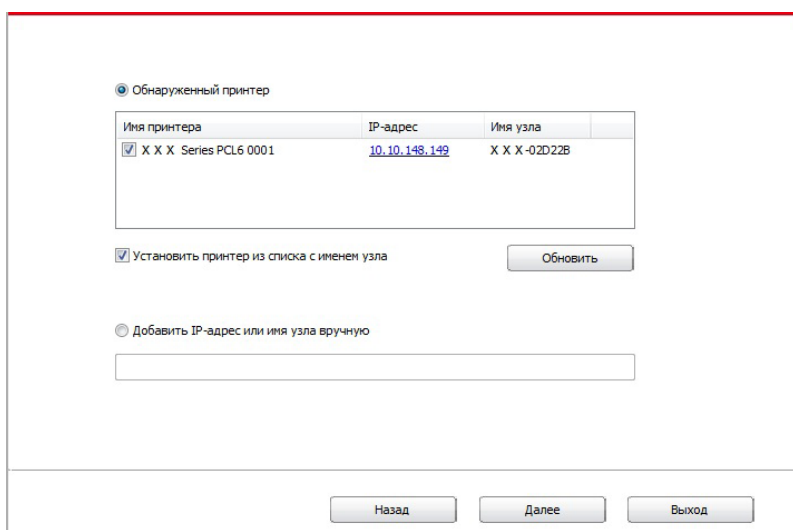 Обнаруженный принтер
Имя принтера IP-адрес Имя узла
X X X Series PCL6 0001 10.10.148.149 X X X-02D22B
Установить принтер из списка с именем узла Обновить
Добавить IP-адрес или имя узла вручную
Назад Далее Выход